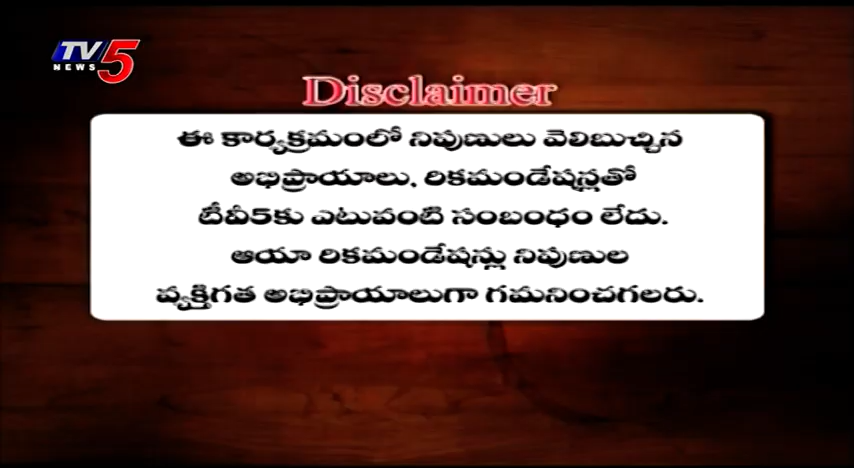 TV5
NEWS
Disclaimer
ఈ కార్యక్రమంలో నిపుణులు వెలిబుచ్చిన
అభిప్రాయాలు, రికమండేషన్లతో
టీవీ5కు ఎటువంటి సంబంధం లేదు.
ఆయా రికమండేషన్లు నిపుణుల
వ్యక్తిగత అభిప్రాయాలుగా గమనించగలరు.